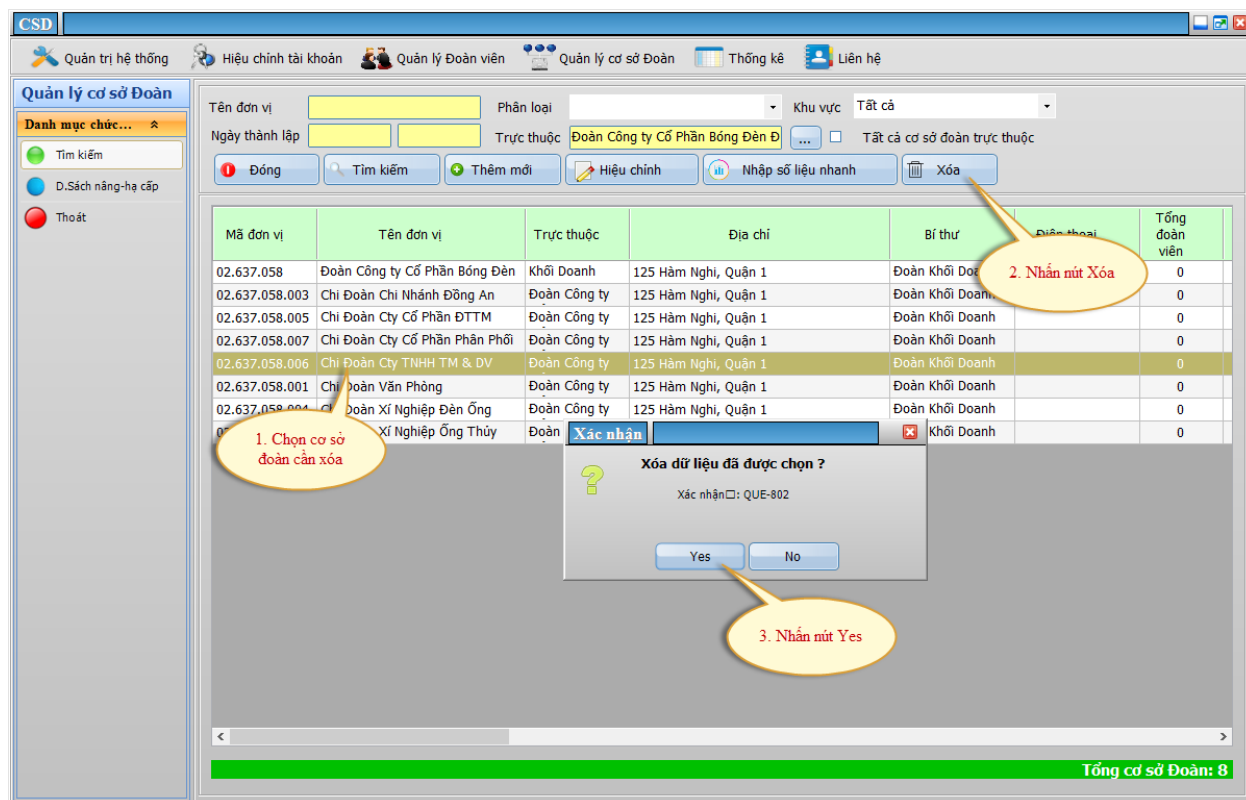 CSD
Quản trị hệ thống Hiệu chỉnh tài khoản Quản lý Đoàn viên Quản lý cơ sở Đoàn Thống kê Liên hệ
Quản lý cơ sở Đoàn
Danh mục chức...
Tìm kiếm
D.Sách nâng-hạ cấp
Thoát
Tên đơn vị Phân loại Khu vực Tất cả
Ngày thành lập Trực thuộc Đoàn Công ty Cổ Phần Bóng Đèn Đ ... Tất cả cơ sở đoàn trực thuộc
Đóng Tìm kiếm Thêm mới Hiệu chỉnh Nhập số liệu nhanh Xóa
Mã đơn vị Tên đơn vị Trực thuộc Địa chỉ Bí thư Điện thoại Tổng đoàn viên
02.637.058 Đoàn Công ty Cổ Phần Bóng Đèn Khối Doanh 125 Hàm Nghi, Quận 1 Đoàn Khối 0
02.637.058.003 Chi Đoàn Chi Nhánh Đồng An Đoàn Công ty 125 Hàm Nghi, Quận 1 Đoàn Khối Doanh 0
02.637.058.005 Chi Đoàn Cty Cổ Phần ĐTTM Đoàn Công ty 125 Hàm Nghi, Quận 1 Đoàn Khối Doanh 0
02.637.058.007 Chi Đoàn Cty Cổ Phần Phân Phối Đoàn Công ty 125 Hàm Nghi, Quận 1 Đoàn Khối Doanh 0
02.637.058.006 Chi Đoàn Cty TNHH TM & DV Đoàn Công ty 125 Hàm Nghi, Quận 1 Đoàn Khối Doanh 0
02.637.058.001 Chi Đoàn Văn Phòng Đoàn Công ty 125 Hàm Nghi, Quận 1 Đoàn Khối Doanh 0
Đoàn Xí Nghiệp Đèn Ống Đoàn Công ty 125 Hàm Nghi, Quận 1 Đoàn Khối Doanh 0
Xí Nghiệp Ống Thủy Đoàn Khối Doanh 0
1. Chọn cơ sở
đoàn cần xóa
2. Nhấn nút Xóa
Xác nhận
Xóa dữ liệu đã được chọn ?
Xác nhận□: QUE-802
Yes No
3. Nhấn nút Yes
Tổng cơ sở Đoàn: 8